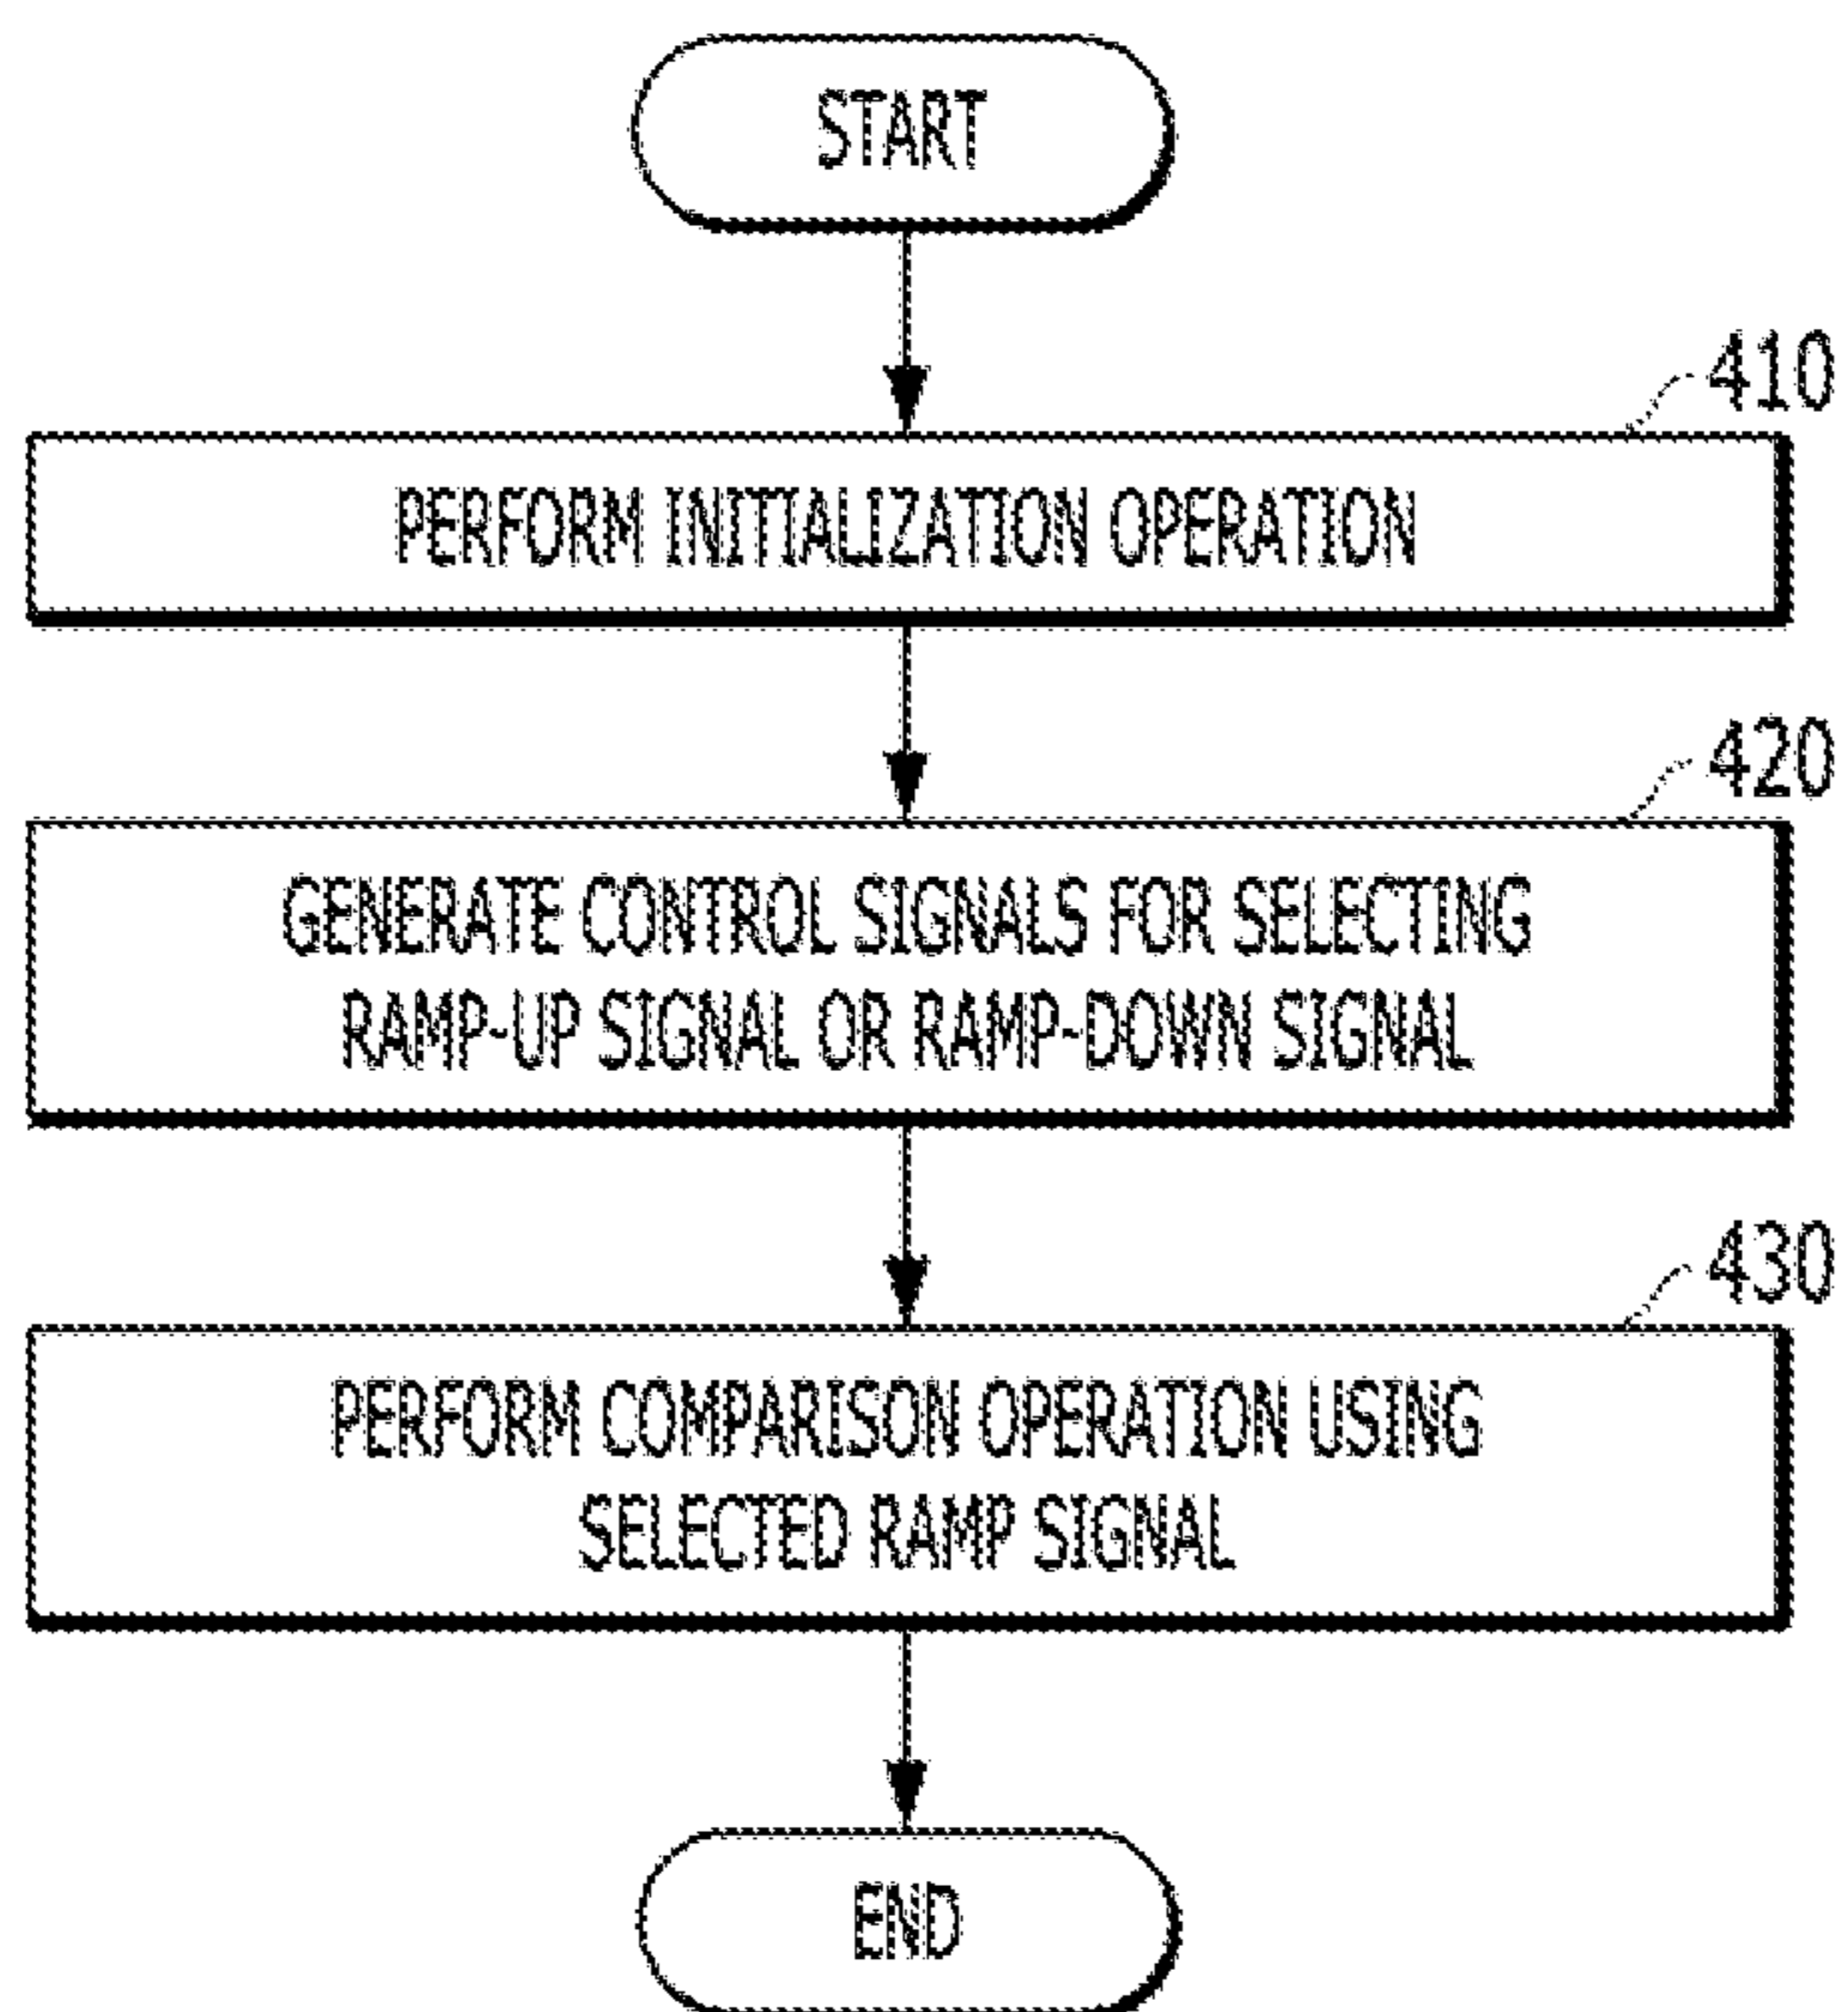 START
410
PERFORM INITIALIZATION OPERATION
420
GENERATE CONTROL SIGNALS FOR SELECTING
RAMP-UP SIGNAL OR RAMP-DOWN SIGNAL
430
PERFORM COMPARISON OPERATION USING
SELECTED RAMP SIGNAL
END